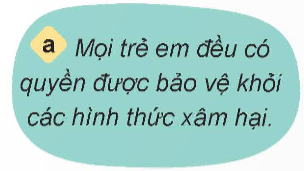 a Mọi trẻ em đều có
quyền được bảo vệ khỏi
các hình thức xâm hại.